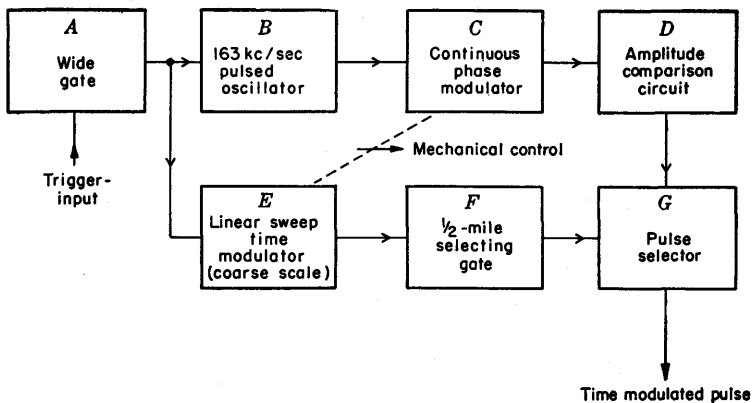 A
Wide
gate
B
163 kc/sec
pulsed
oscillator
C
Continuous
phase
modulator
D
Amplitude
comparison
circuit
Trigger-
input
Mechanical control
E
Linear sweep
time
modulator
(coarse scale)
F
½-mile
selecting
gate
G
Pulse
selector
Time modulated pulse